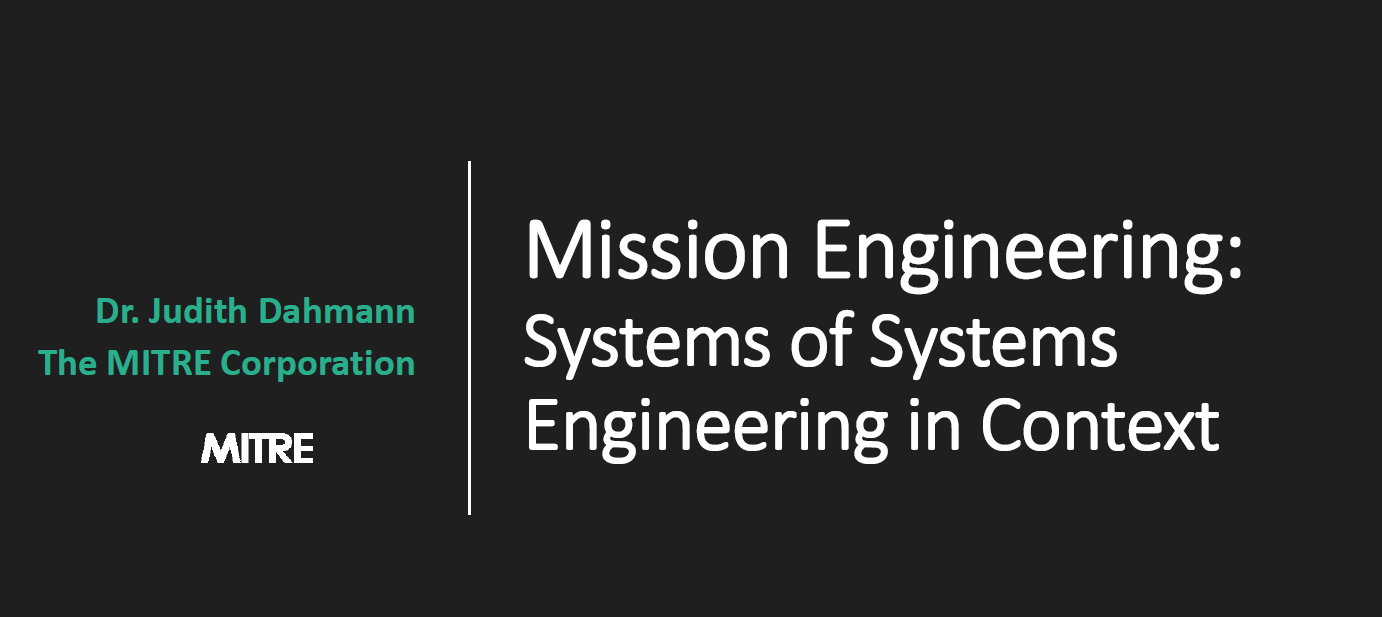 Dr. Judith Dahmann
The MITRE Corporation
MITRE
Mission Engineering:
Systems of Systems
Engineering in Context